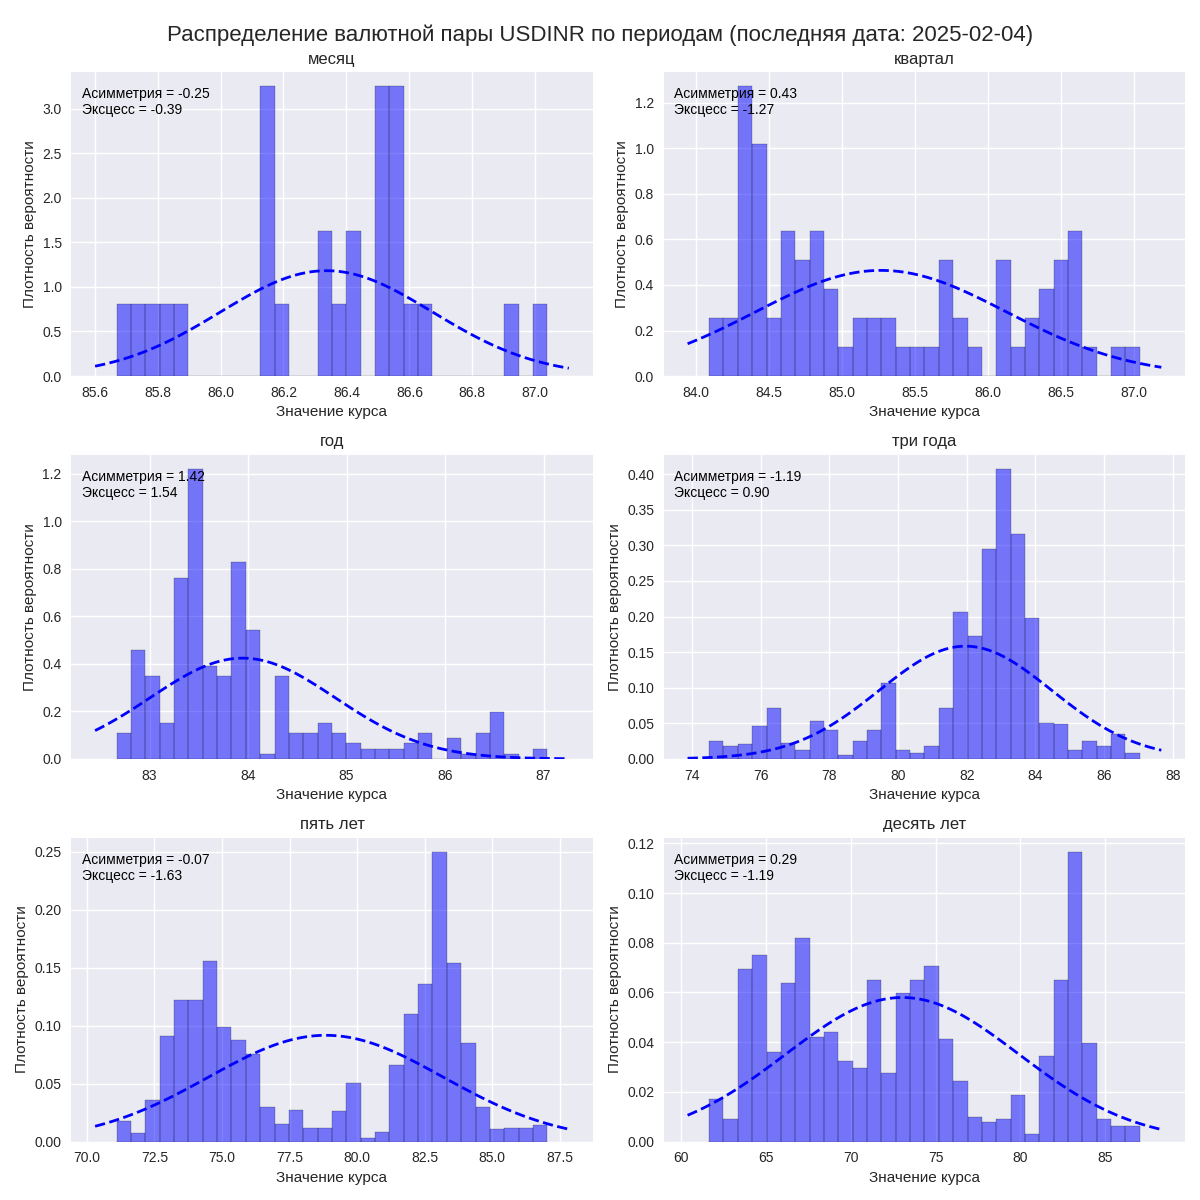 Распределение валютной пары USDINR по периодам (последняя дата: 2025-02-04)
месяц
Асимметрия = -0.25
Эксцесс = -0.39
Плотность вероятности
3.0
2.5
2.0
1.5
1.0
0.5
0.0
85.6 85.8 86.0 86.2 86.4 86.6 86.8 87.0
Значение курса
квартал
Асимметрия = 0.43
Эксцесс = -1.27
Плотность вероятности
1.2
1.0
0.8
0.6
0.4
0.2
0.0
84.0 84.5 85.0 85.5 86.0 86.5 87.0
Значение курса
год
Асимметрия = 1.42
Эксцесс = 1.54
Плотность вероятности
1.2
1.0
0.8
0.6
0.4
0.2
0.0
83 84 85 86 87
Значение курса
три года
Асимметрия = -1.19
Эксцесс = 0.90
Плотность вероятности
0.40
0.35
0.30
0.25
0.20
0.15
0.10
0.05
0.00
74 76 78 80 82 84 86 88
Значение курса
пять лет
Асимметрия = -0.07
Эксцесс = -1.63
Плотность вероятности
0.25
0.20
0.15
0.10
0.05
0.00
70.0 72.5 75.0 77.5 80.0 82.5 85.0 87.5
Значение курса
десять лет
Асимметрия = 0.29
Эксцесс = -1.19
Плотность вероятности
0.12
0.10
0.08
0.06
0.04
0.02
0.00
60 65 70 75 80 85
Значение курса